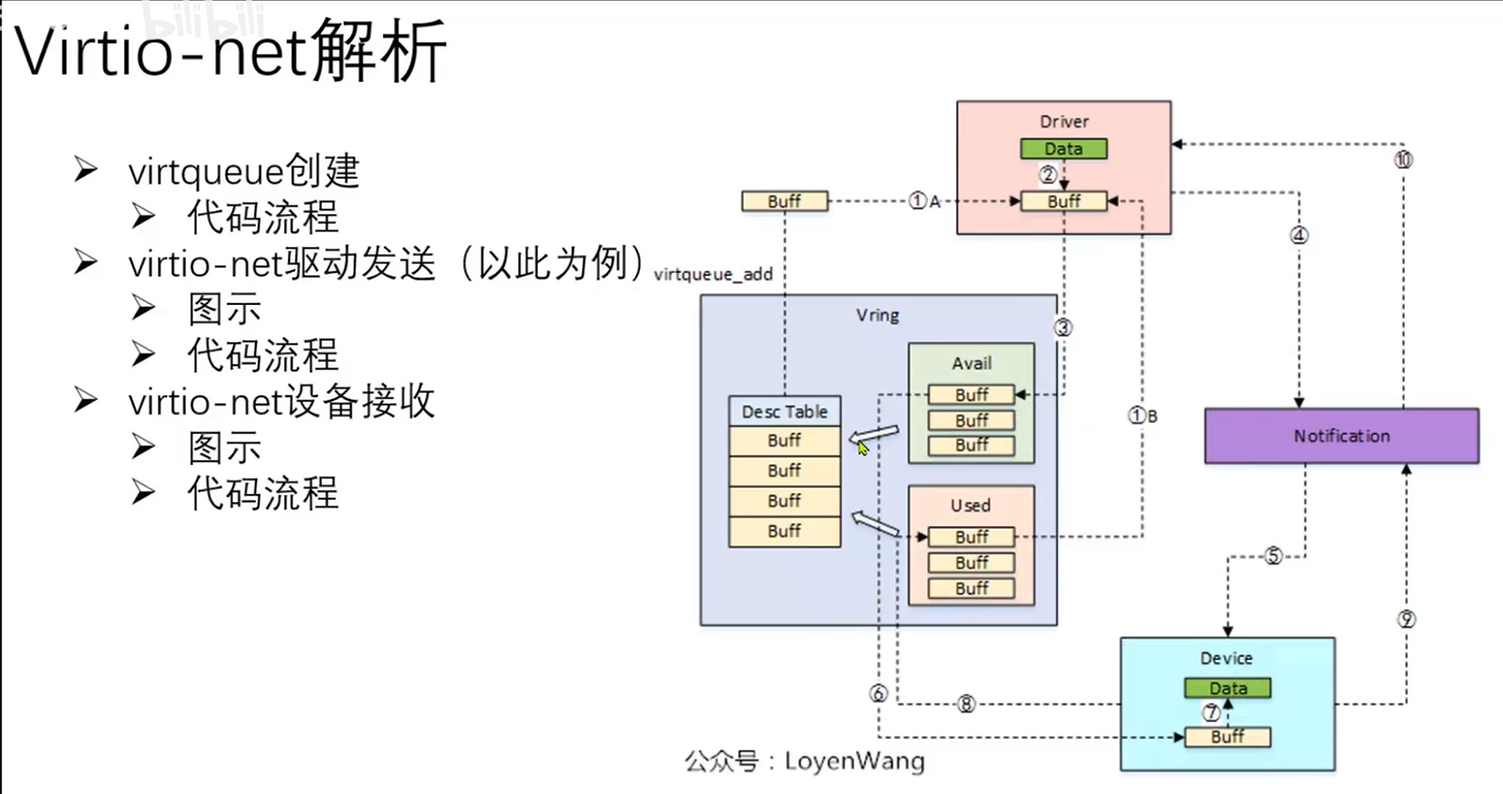 bilibili
Virtio-net解析
➢ virtqueue创建
➢ 代码流程
➢ virtio-net驱动发送（以此为例）
➢ 图示
➢ 代码流程
➢ virtio-net设备接收
➢ 图示
➢ 代码流程
Driver
Data
②
Buff
①A
Buff
⑩
④
virtqueue_add
Vring
③
Avail
Buff
Buff
Buff
Desc Table
Buff
Buff
Buff
Buff
①B
Notification
Used
Buff
Buff
Buff
⑤
⑨
Device
Data
⑦
Buff
⑥
⑧
公众号：LoyenWang